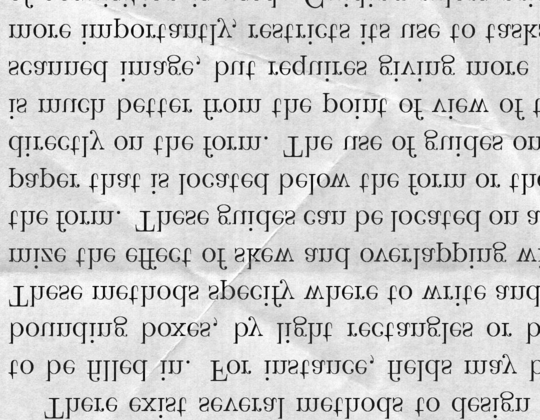 There exist several methods to design
to be filled in. For instance, fields may b
bounding boxes, by light rectangles or b
These methods specify where to write and
mize the effect of skew and overlapping wi
the form. These guides can be located on a
paper that is located below the form or the
directly on the form. The use of guides on
is much better from the point of view of t
scanned image, but requires giving more
more importantly, restricts its use to tasks